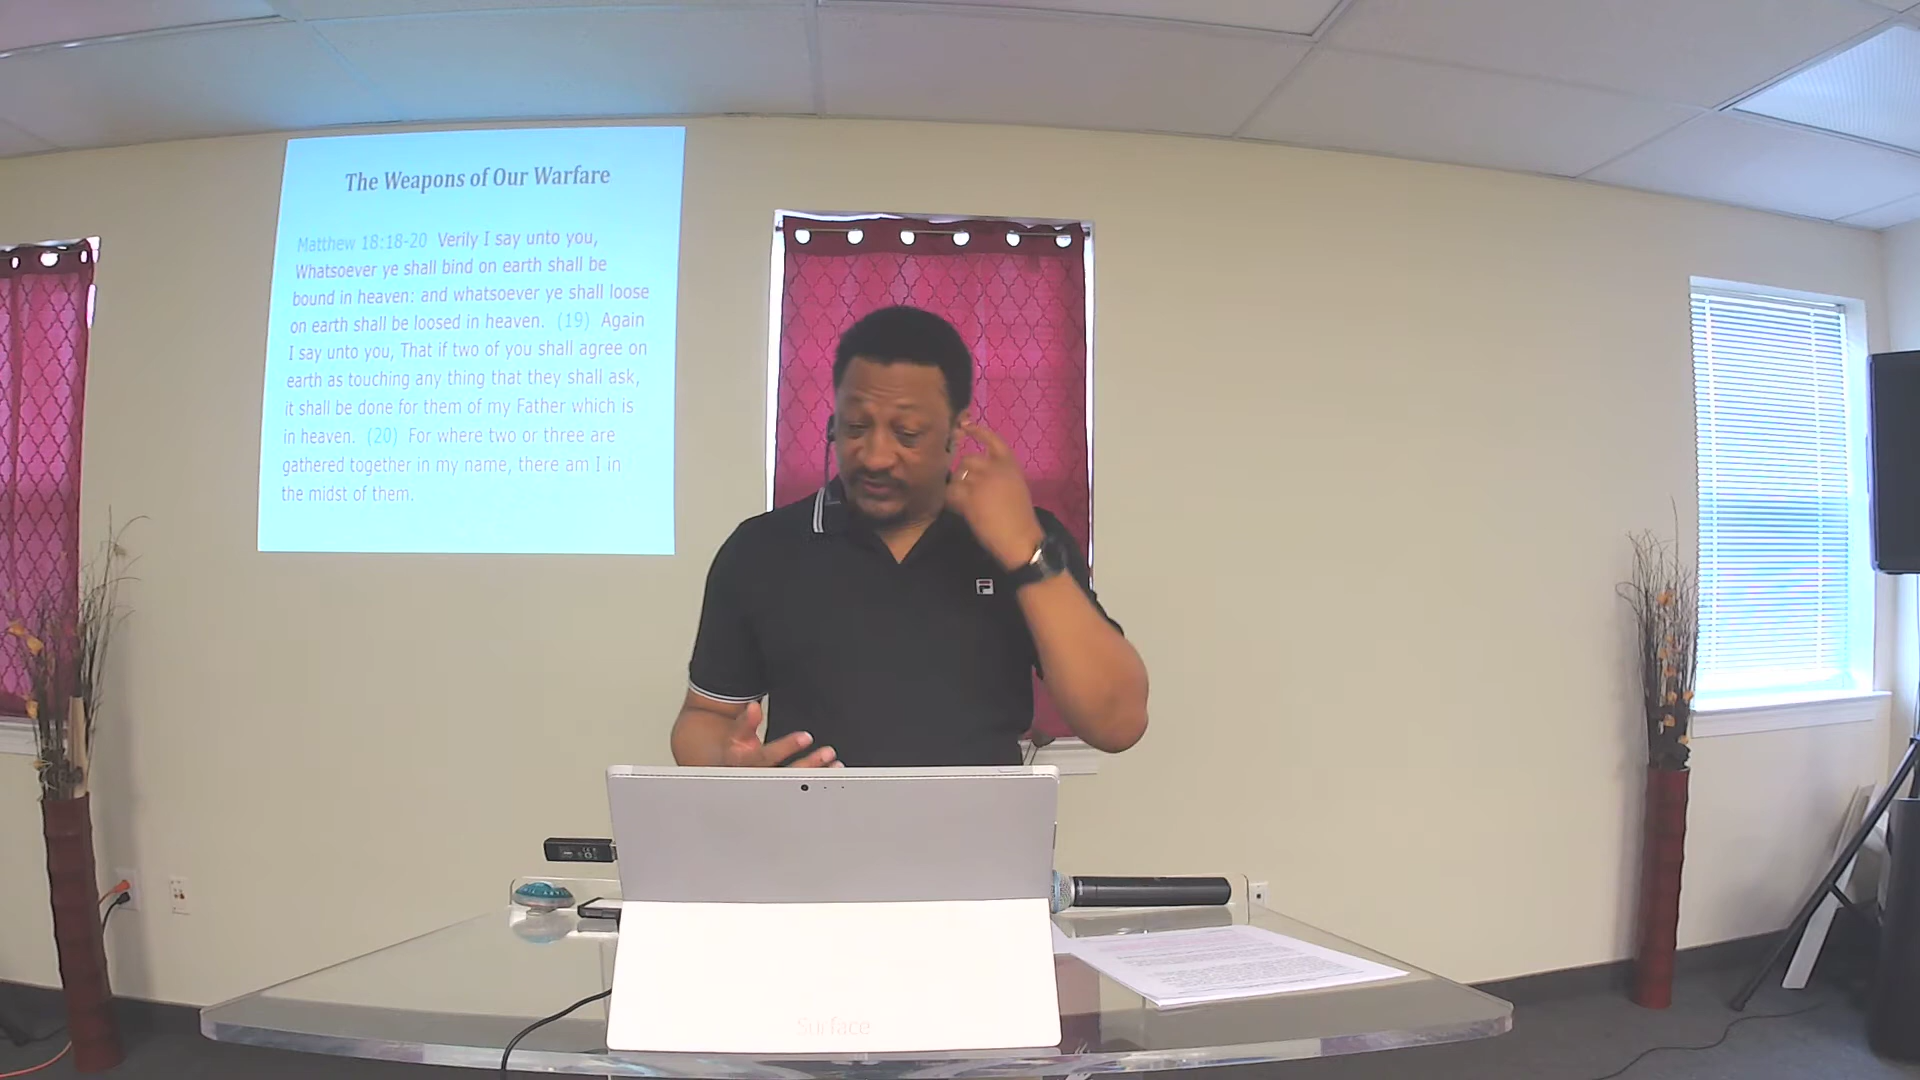 The Weapons of Our Warfare
Matthew 18:18-20 Verily I say unto you,
Whatsoever ye shall bind on earth shall be
bound in heaven: and whatsoever ye shall loose
on earth shall be loosed in heaven. (19) Again
I say unto you, That if two of you shall agree on
earth as touching any thing that they shall ask,
it shall be done for them of my Father which is
in heaven. (20) For where two or three are
gathered together in my name, there am I in
the midst of them.
Surface